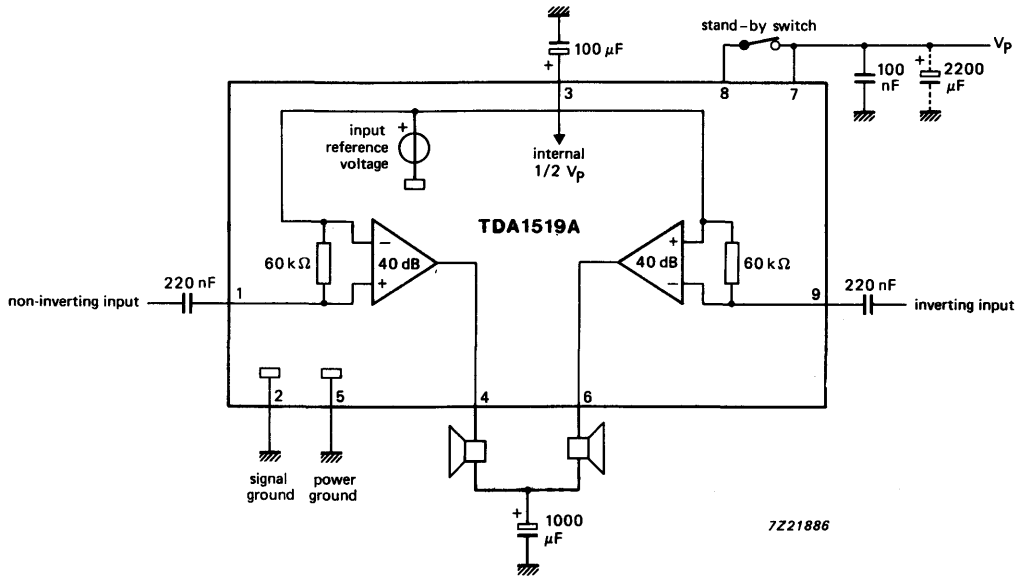 stand–by switch
100 μF
+
Vp
3
8
7
100
nF
+
2200
μF
input
reference
voltage
+
internal
1/2 Vp
TDA1519A
60 kΩ
–
40 dB
+
+
40 dB
–
60 kΩ
220 nF
non-inverting input
1
9
220 nF
inverting input
2
5
4
6
signal
ground
power
ground
+
1000
μF
7Z21886